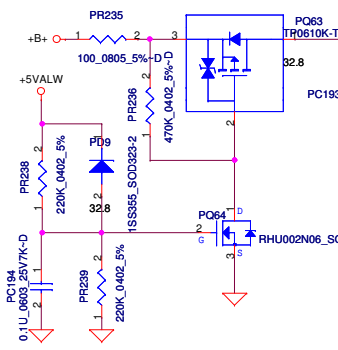 PR235
PQ63
+B+
1
2
3
TP0610K-T
100_0805_5%~D
32.8
+5VALW
PR236
470K_0402_5%~D
PC193
1
2
2
2
2
PD9
1SS355_SOD323-2
PR238
220K_0402_5%
1
1
32.8
PQ64
1
D
2
G
RHU002N06_SO
3
S
PC194
0.1U_0603_25V7K~D
1
2
PR239
220K_0402_5%
1
2